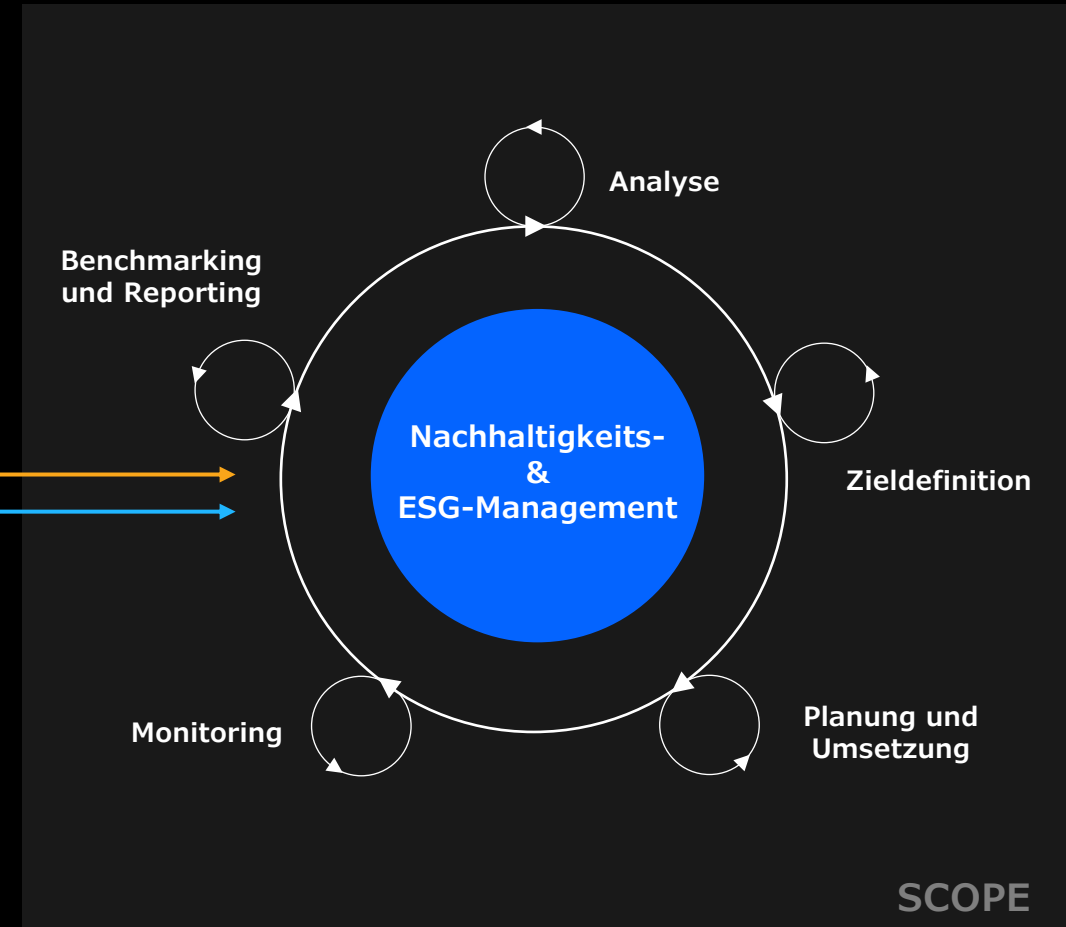 Analyse
Benchmarking
und Reporting
Nachhaltigkeits-
&
ESG-Management
Zieldefinition
Monitoring
Planung und
Umsetzung
SCOPE